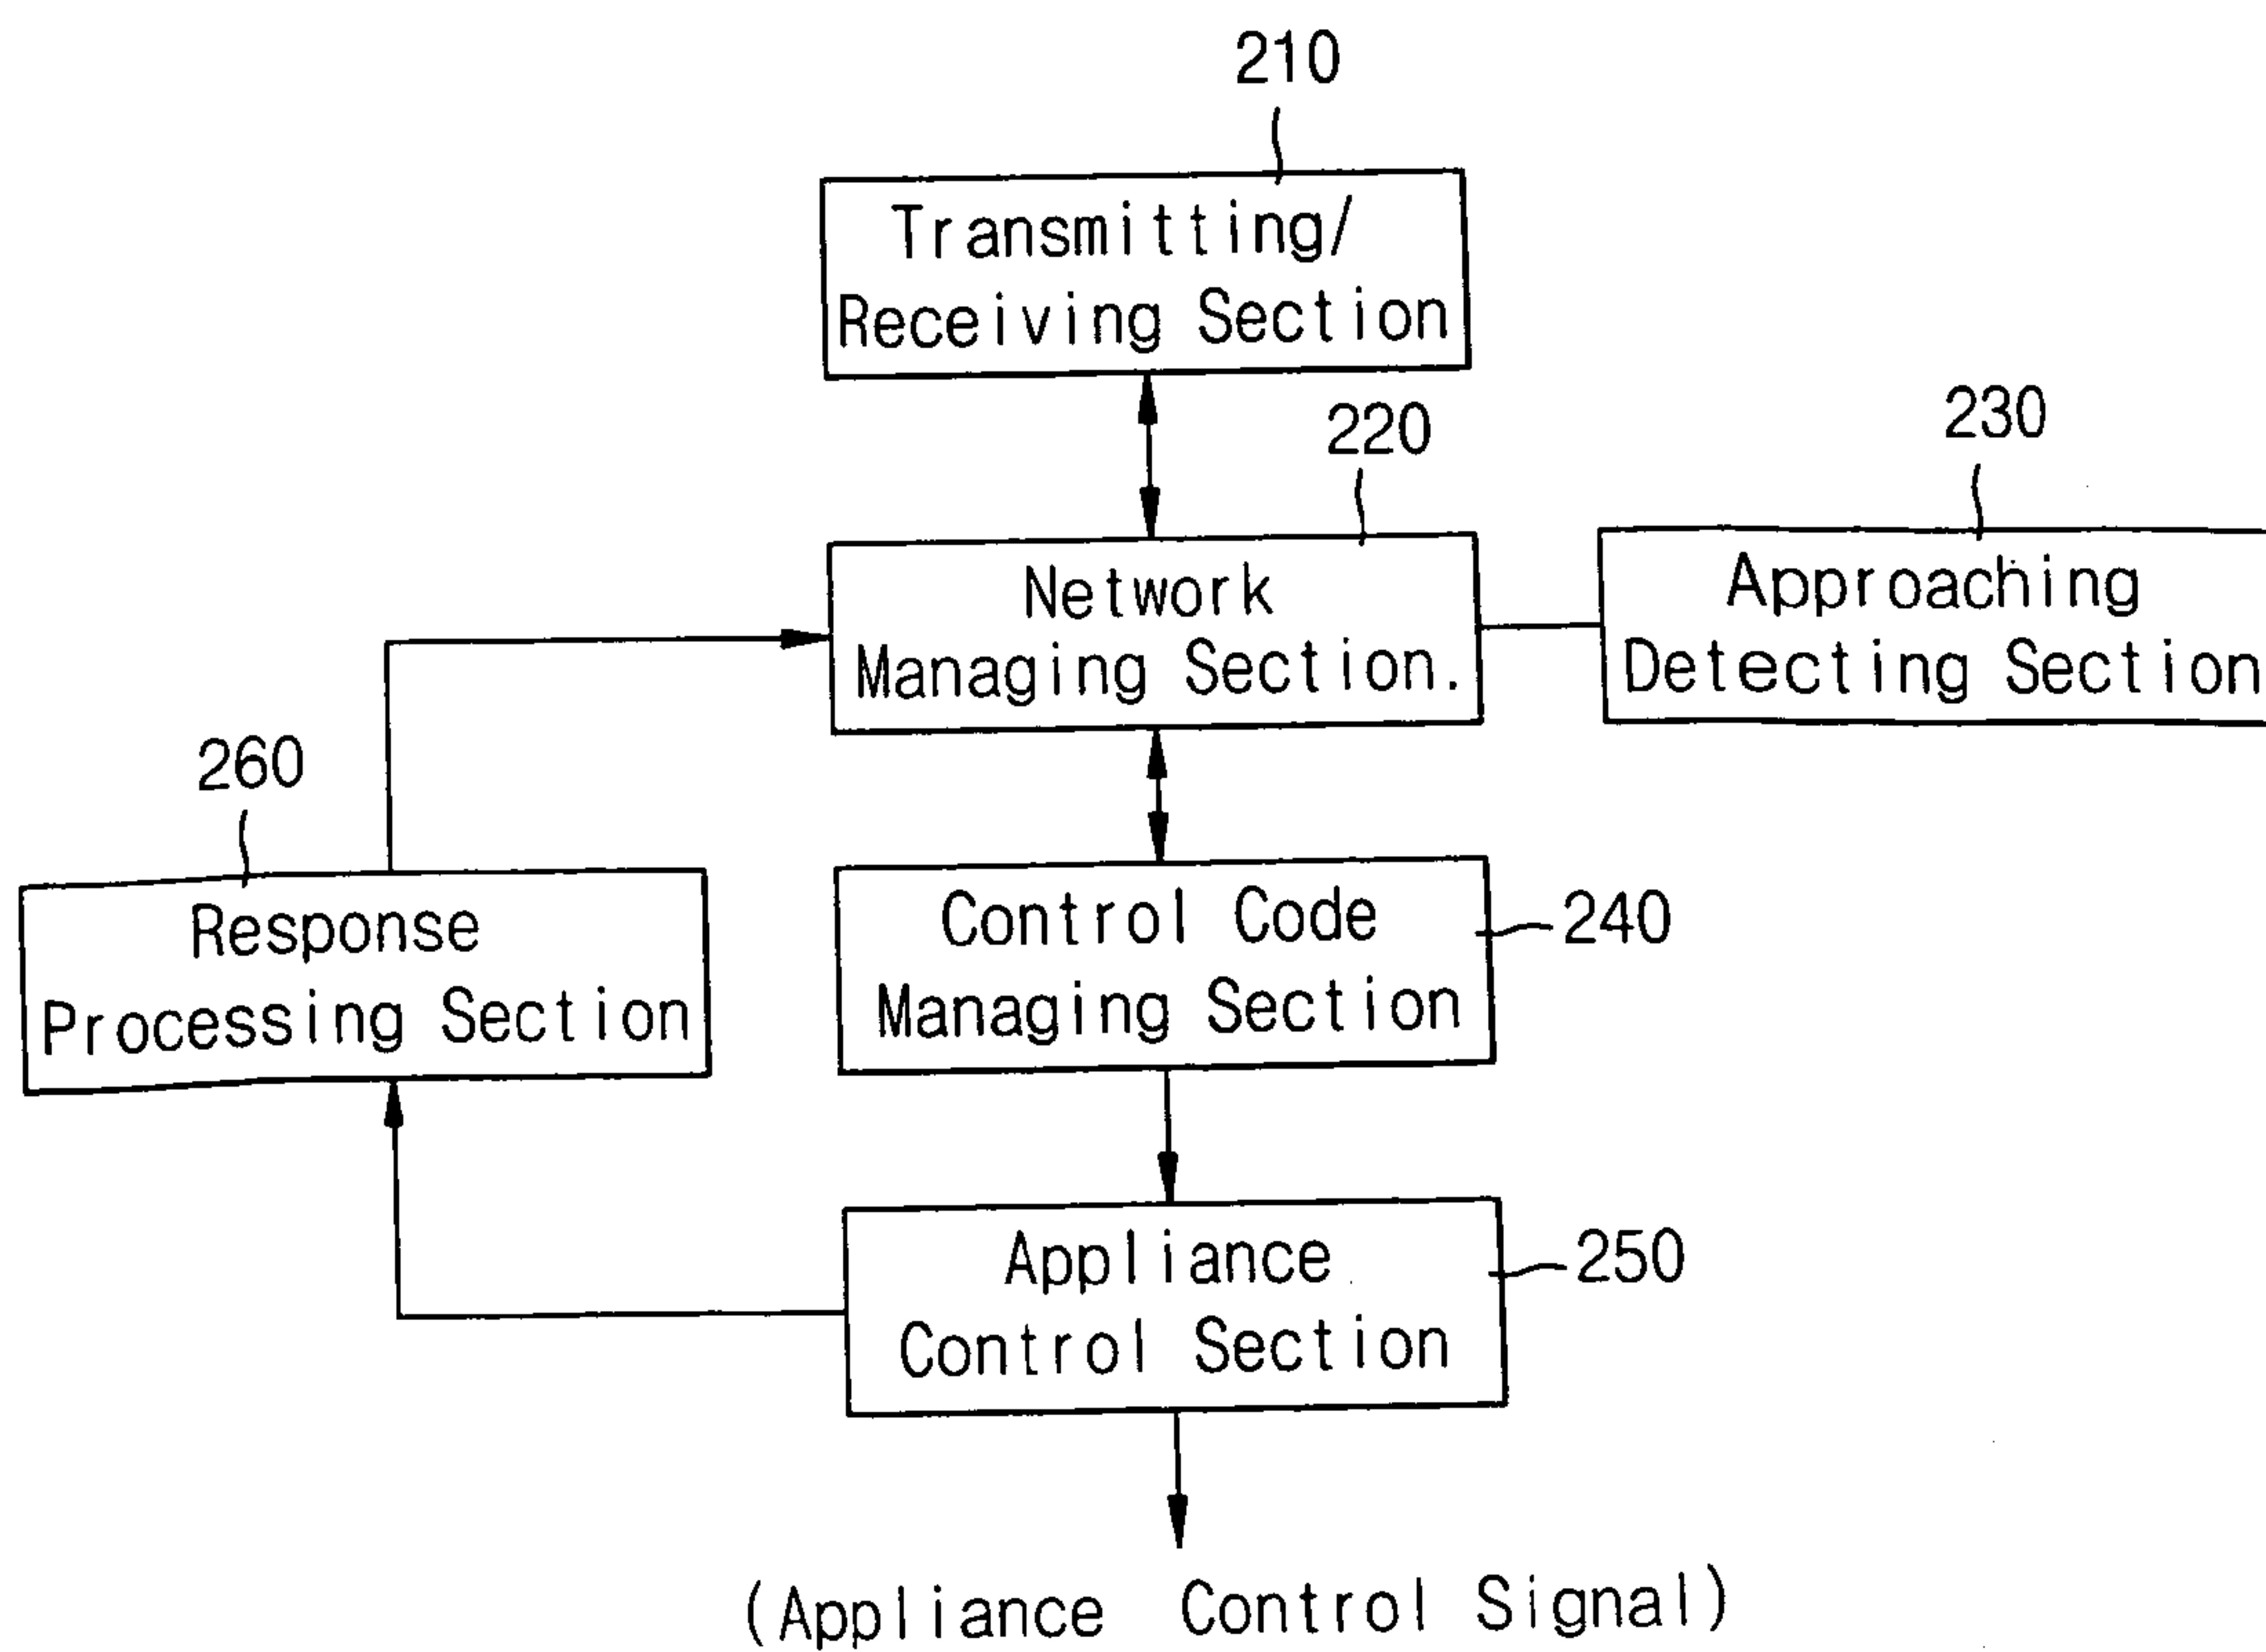 210
Transmitting/
Receiving Section
220
230
Network
Managing Section.
Approaching
Detecting Section
260
Response
Processing Section
Control Code
Managing Section
240
Appliance
Control Section
250
(Appliance Control Signal)